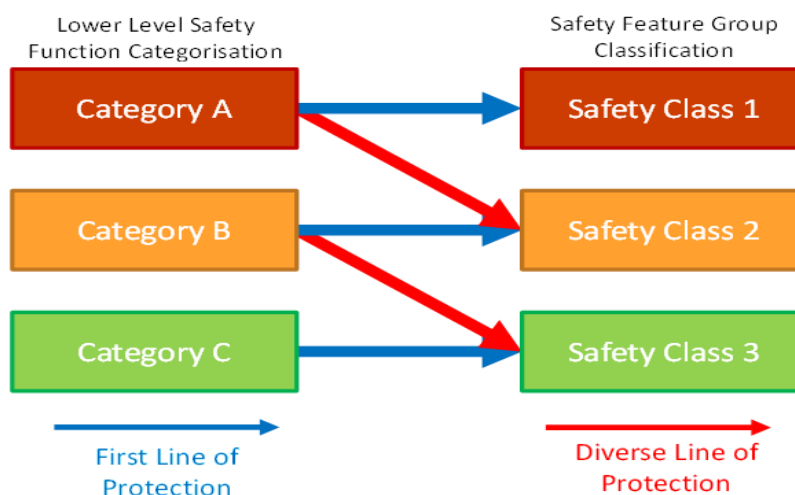 Lower Level Safety
Function Categorisation
Safety Feature Group
Classification
Category A
Safety Class 1
Category B
Safety Class 2
Category C
Safety Class 3
First Line of
Protection
Diverse Line of
Protection